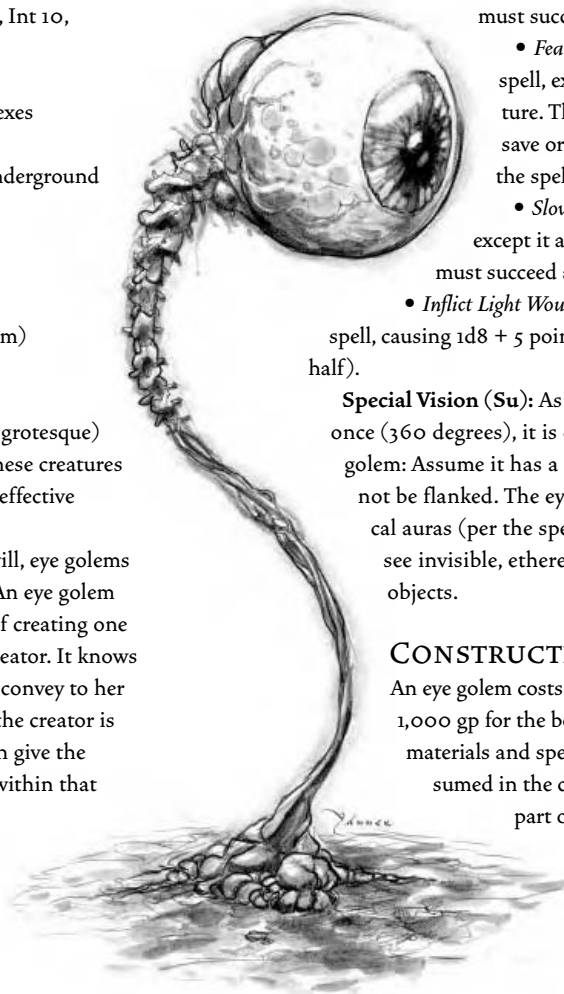 , Int 10,
exes
nderground
m)
grotesque)
hese creatures
effective
ill, eye golems
An eye golem
f creating one
eator. It knows
convey to her
the creator is
n give the
within that
must succ
• Fea
spell, ex
ture. Th
save or
the spel
• Slov
except it a
must succeed a
• Inflict Light Wou
spell, causing 1d8 + 5 poin
half).
Special Vision (Su): As
once (360 degrees), it is
golem: Assume it has a
not be flanked. The ey
cal auras (per the spe
see invisible, ethere
objects.
CONSTRUCTI
An eye golem costs
1,000 gp for the b
materials and spe
sumed in the c
part o